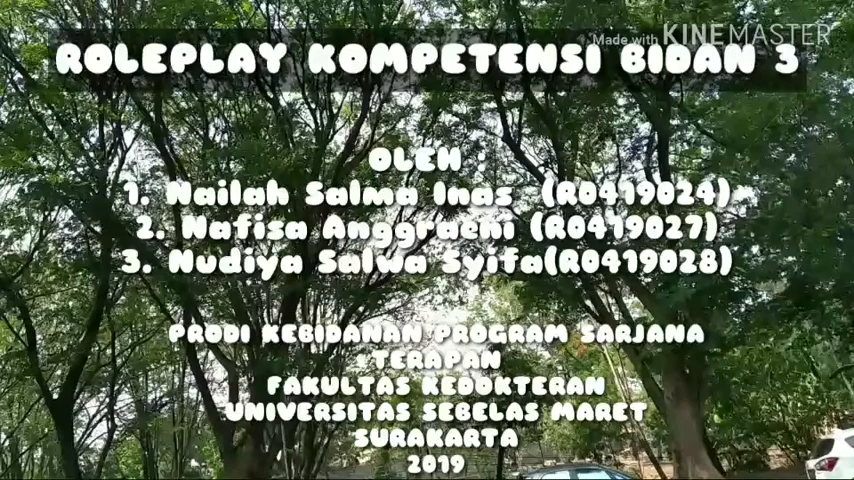 Made with KINEMASTER
ROLEPLAY KOMPETENSI BIDAN 3
OLEH :
1. Nailah Salma Inas (R0419024)
2. Nafisa Anggraeni (R0419027)
3. Nudiya Salwa Syifa(R0419028)
PRODI KEBIDANAN PROGRAM SARJANA
TERAPAN
FAKULTAS KEDOKTERAN
UNIVERSITAS SEBELAS MARET
SURAKARTA
2019